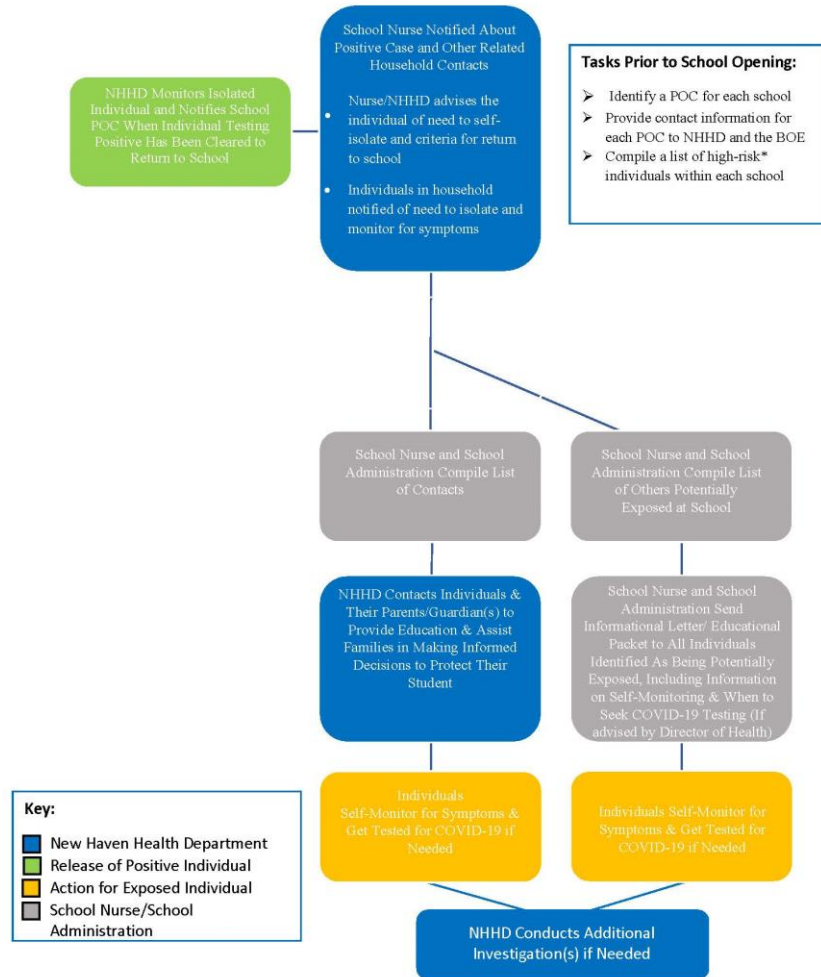 School Nurse Notified About
Positive Case and Other Related
Household Contacts
• Nurse/NHHD advises the
individual of need to self-
isolate and criteria for return
to school
• Individuals in household
notified of need to isolate and
monitor for symptoms
NHHD Monitors Isolated
Individual and Notifies School
POC When Individual Testing
Positive Has Been Cleared to
Return to School
Tasks Prior to School Opening:
➢ Identify a POC for each school
➢ Provide contact information for
each POC to NHHD and the BOE
➢ Compile a list of high-risk*
individuals within each school
School Nurse and School
Administration Compile List
of Contacts
School Nurse and School
Administration Compile List
of Others Potentially
Exposed at School
NHHD Contacts Individuals &
Their Parents/Guardian(s) to
Provide Education & Assist
Families in Making Informed
Decisions to Protect Their
Student
School Nurse and School
Administration Send
Informational Letter/ Educational
Packet to All Individuals
Identified As Being Potentially
Exposed, Including Information
on Self-Monitoring & When to
Seek COVID-19 Testing (If
advised by Director of Health)
Individuals
Self-Monitor for Symptoms &
Get Tested for COVID-19 if
Needed
Individuals Self-Monitor for
Symptoms & Get Tested for
COVID-19 if Needed
Key:
New Haven Health Department
Release of Positive Individual
Action for Exposed Individual
School Nurse/School
Administration
NHHD Conducts Additional
Investigation(s) if Needed